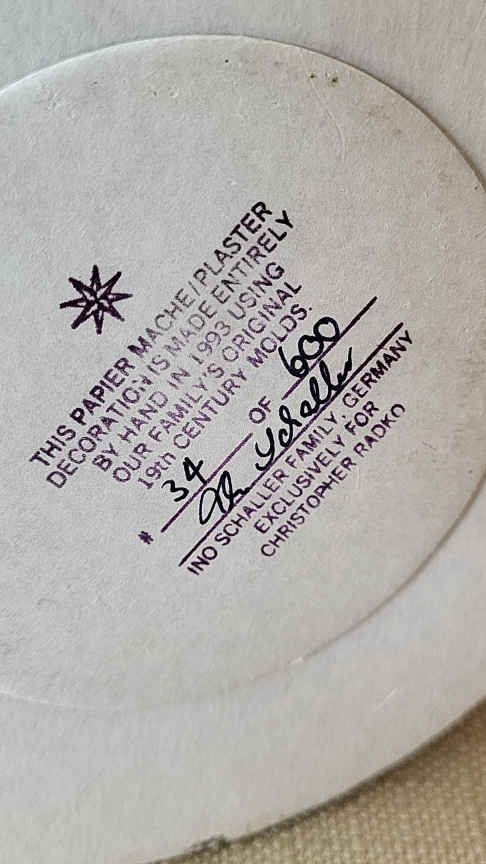 THIS PAPIER MACHE/PLASTER
DECORATION IS MADE ENTIRELY
BY HAND IN 1993 USING
OUR FAMILY'S ORIGINAL
19th CENTURY MOLDS.
# 34 OF 600
Schaller
INO SCHALLER FAMILY, GERMANY
EXCLUSIVELY FOR
CHRISTOPHER RADKO